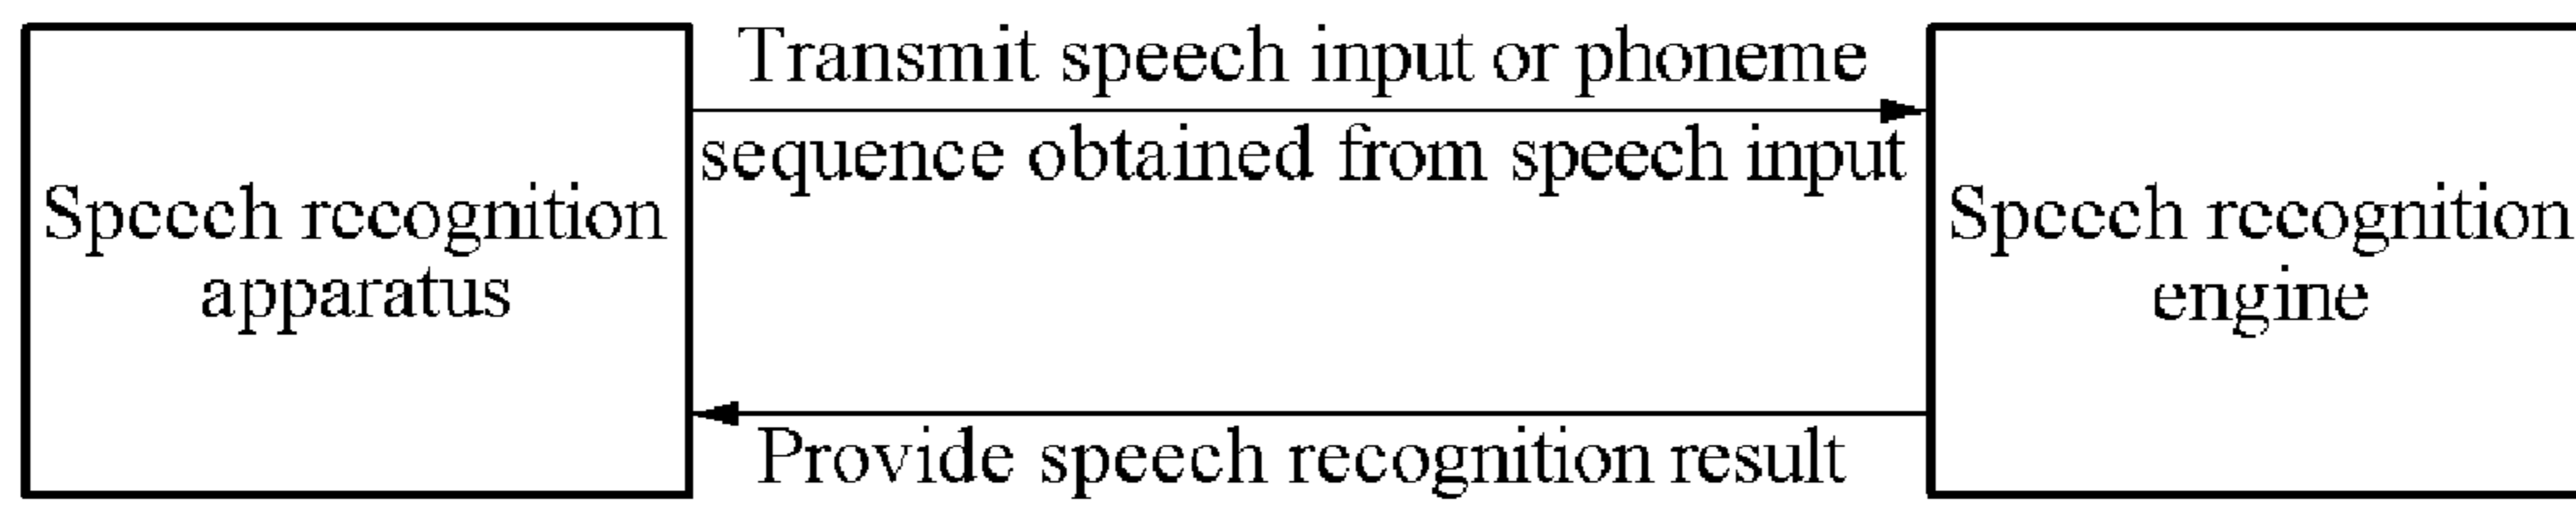 Transmit speech input or phoneme
sequence obtained from speech input
Speech recognition
apparatus
Speech recognition
engine
Provide speech recognition result